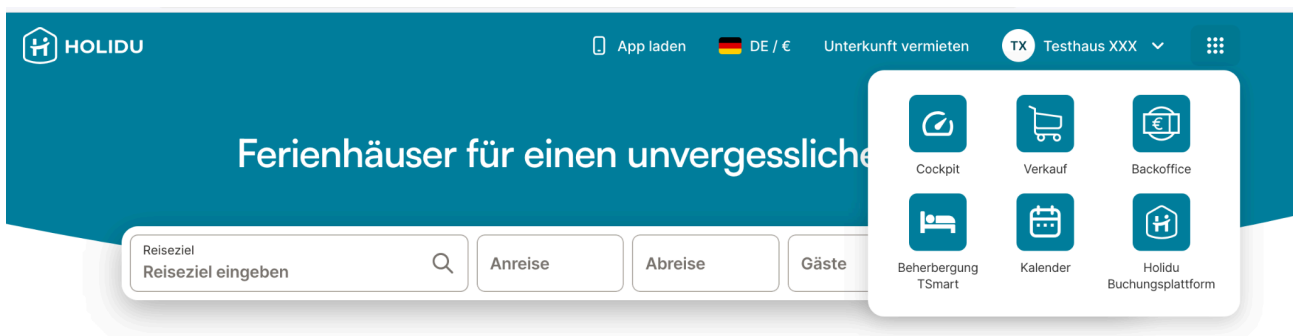 HOLIDU
App laden
DE / €
Unterkunft vermieten
TX
Testhaus XXX
Ferienhäuser für einen unvergessliche
Cockpit
Verkauf
€
Backoffice
Beherbergung
TSmart
Kalender
Holidu
Buchungsplattform
Reiseziel
Reiseziel eingeben
Anreise
Abreise
Gäste